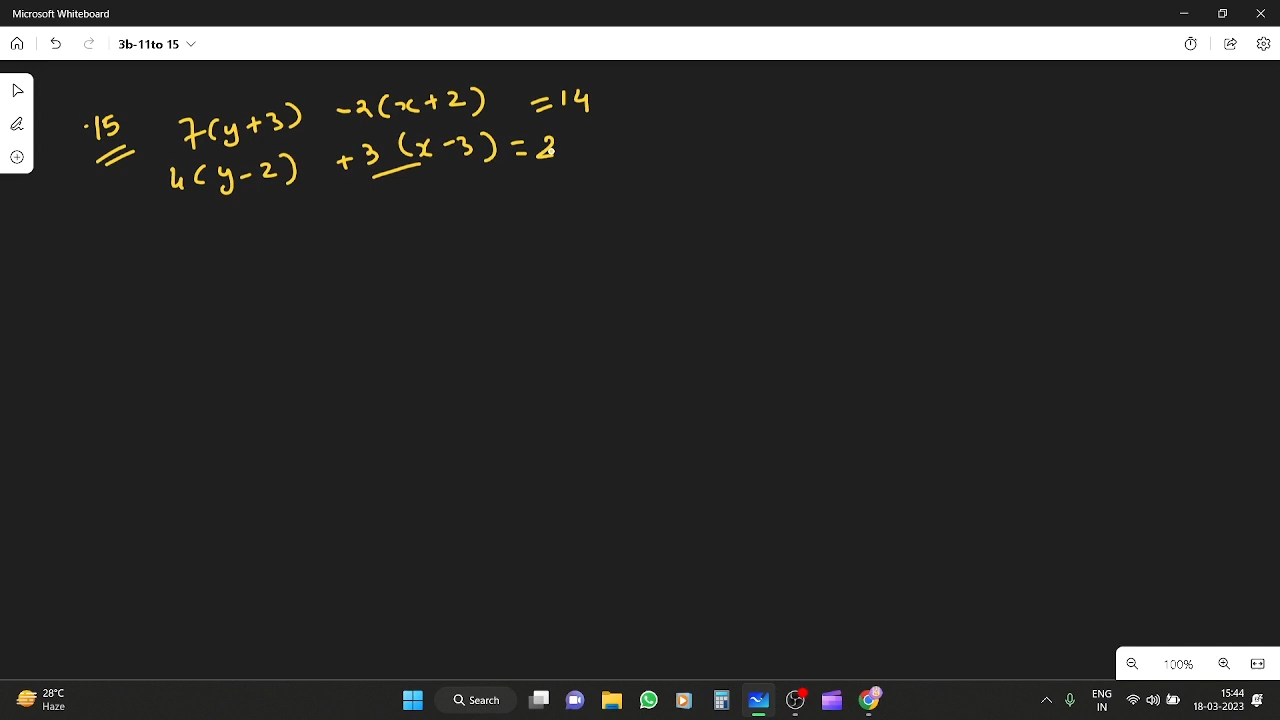 Microsoft Whiteboard
3b-11to 15
.15 7(y+3) -2(x+2) =14
4(y-2) +3 (x-3) = 2
100%
28°C
Haze
Search
ENG
IN
15:44
18-03-2023